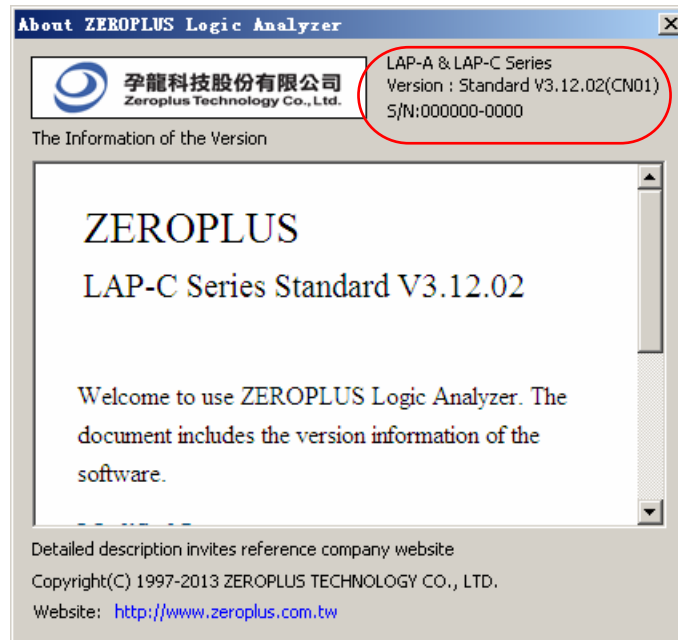 About ZEROPLUS Logic Analyzer
孕龍科技股份有限公司
Zeroplus Technology Co., Ltd.
LAP-A & LAP-C Series
Version : Standard V3.12.02(CN01)
S/N:000000-0000
The Information of the Version
ZEROPLUS
LAP-C Series Standard V3.12.02
Welcome to use ZEROPLUS Logic Analyzer. The
document includes the version information of the
software.
Detailed description invites reference company website
Copyright(C) 1997-2013 ZEROPLUS TECHNOLOGY CO., LTD.
Website: http://www.zeroplus.com.tw